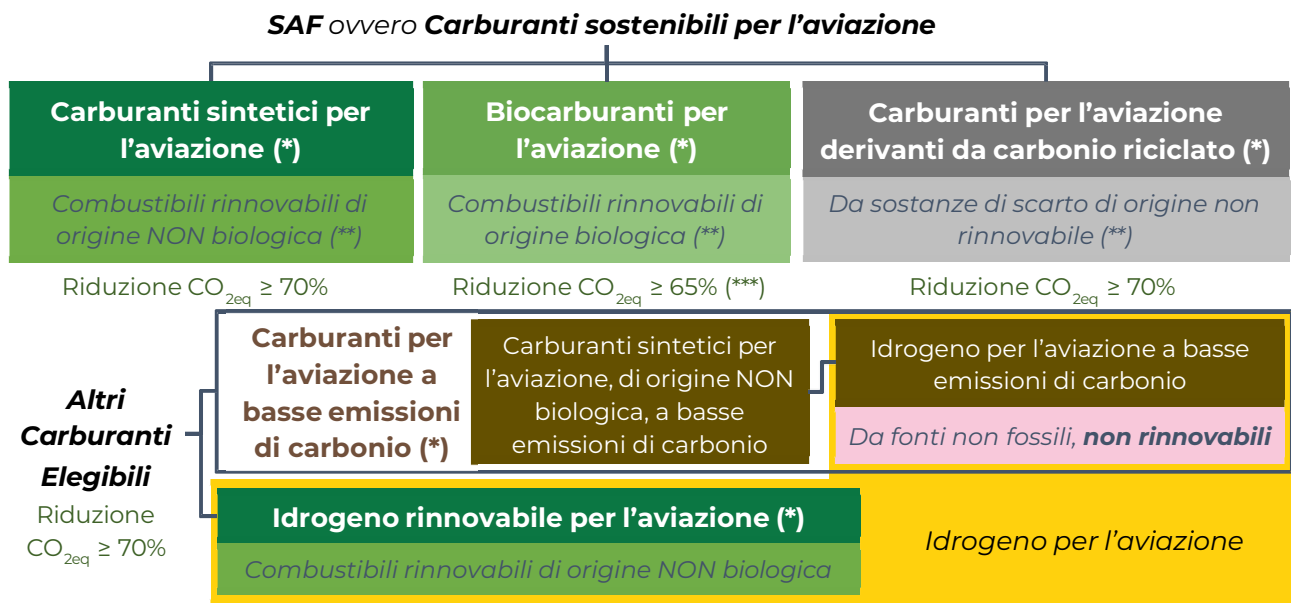 SAF ovvero Carburanti sostenibili per l’aviazione
Carburanti sintetici per
l’aviazione (*)
Combustibili rinnovabili di
origine NON biologica (**)
Riduzione CO2eq ≥ 70%
Biocarburanti per
l’aviazione (*)
Combustibili rinnovabili di
origine biologica (**)
Riduzione CO2eq ≥ 65% (***)
Carburanti per l’aviazione
derivanti da carbonio riciclato (*)
Da sostanze di scarto di origine non
rinnovabile (**)
Riduzione CO2eq ≥ 70%
Altri
Carburanti
Elegibili
Riduzione
CO2eq ≥ 70%
Carburanti per
l’aviazione a
basse emissioni
di carbonio (*)
Carburanti sintetici per
l’aviazione, di origine NON
biologica, a basse
emissioni di carbonio
Idrogeno per l’aviazione a basse
emissioni di carbonio
Da fonti non fossili, non rinnovabili
Idrogeno rinnovabile per l’aviazione (*)
Combustibili rinnovabili di origine NON biologica
Idrogeno per l’aviazione